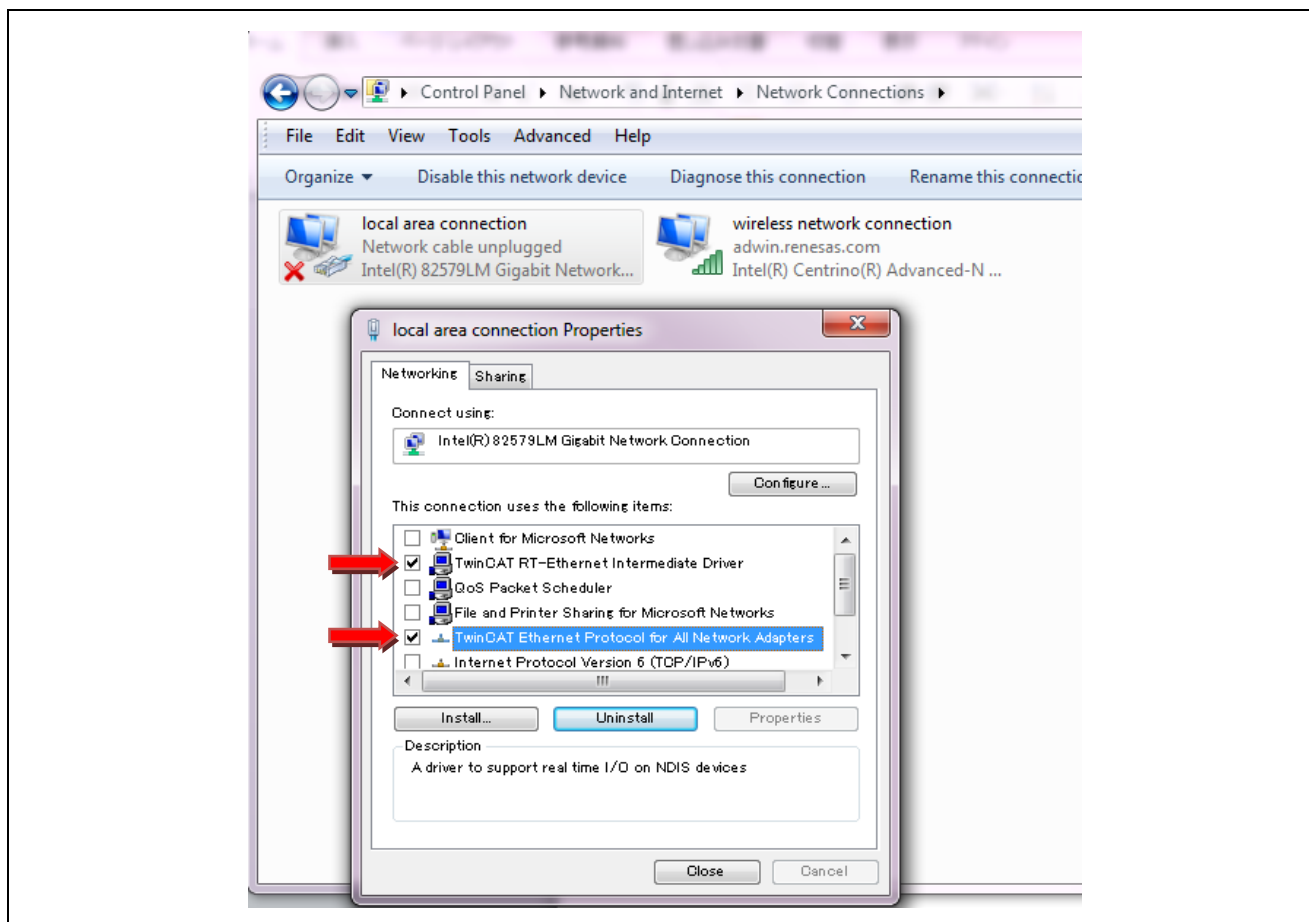 Control Panel Network and Internet Network Connections
File Edit View Tools Advanced Help
Organize Disable this network device Diagnose this connection Rename this connectic
local area connection
Network cable unplugged
Intel(R) 82579LM Gigabit Network...
wireless network connection
adwin.renesas.com
Intel(R) Centrino(R) Advanced-N ...
local area connection Properties
Networking Sharing
Connect using:
Intel(R) 82579LM Gigabit Network Connection
Configure...
This connection uses the following items:
Client for Microsoft Networks
TwinCAT RT-Ethernet Intermediate Driver
QoS Packet Scheduler
File and Printer Sharing for Microsoft Networks
TwinCAT Ethernet Protocol for All Network Adapters
Internet Protocol Version 6 (TCP/IPv6)
Install... Uninstall Properties
Description
A driver to support real time I/O on NDIS devices
Close Cancel